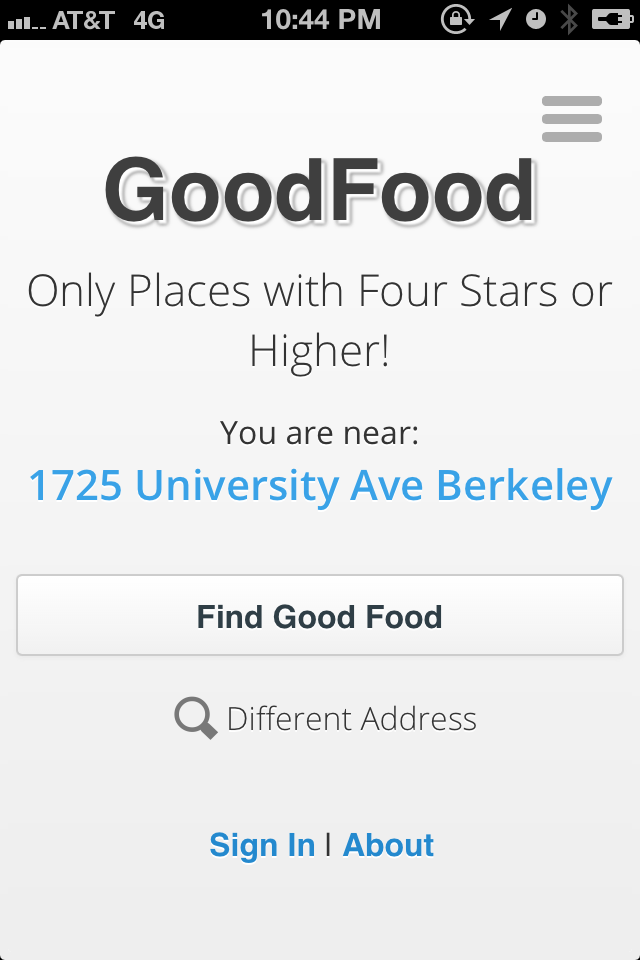 AT&T 4G 10:44 PM
GoodFood
Only Places with Four Stars or
Higher!
You are near:
1725 University Ave Berkeley
Find Good Food
Different Address
Sign In | About